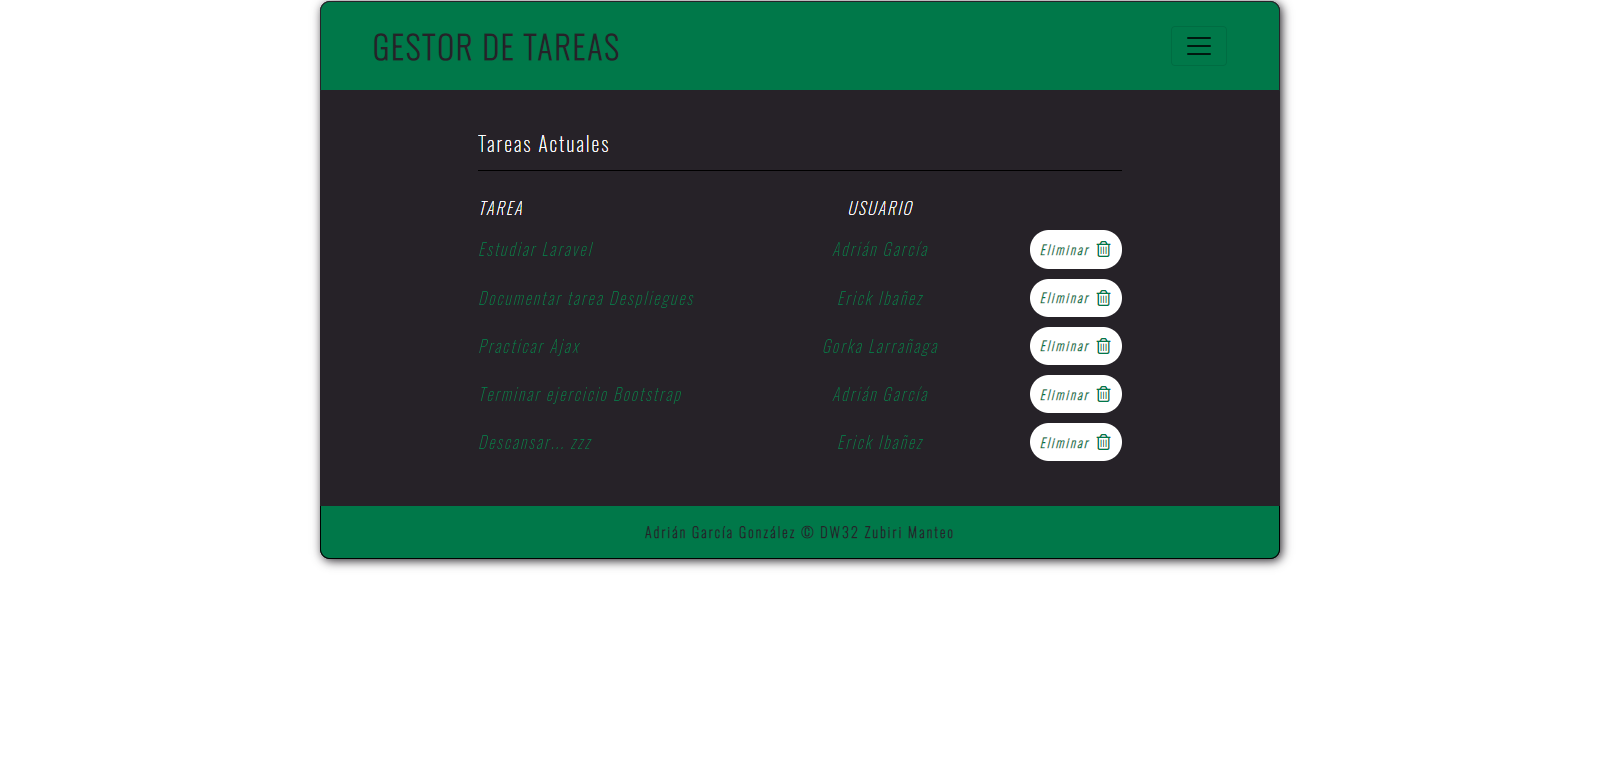 GESTOR DE TAREAS
Tareas Actuales
TAREA USUARIO
Estudiar Laravel Adrián García Eliminar
Documentar tarea Despliegues Erick Ibañez Eliminar
Practicar Ajax Gorka Larrañaga Eliminar
Terminar ejercicio Bootstrap Adrián García Eliminar
Descansar... zzz Erick Ibañez Eliminar
Adrián García González © DW32 Zubiri Manteo